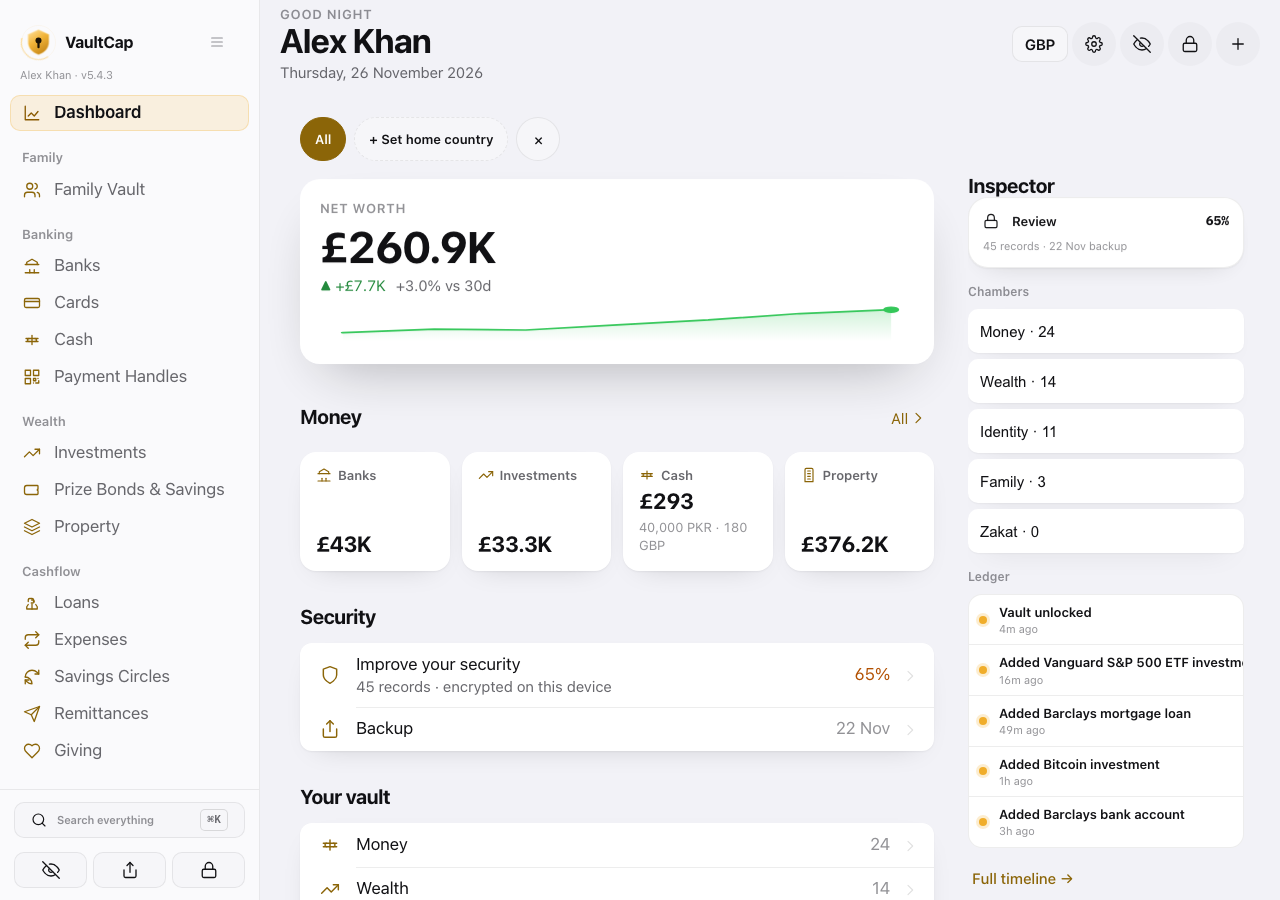 VaultCap
Alex Khan · v5.4.3
Dashboard
Family
Family Vault
Banking
Banks
Cards
Cash
Payment Handles
Wealth
Investments
Prize Bonds & Savings
Property
Cashflow
Loans
Expenses
Savings Circles
Remittances
Giving
Search everything
⌘K
GOOD NIGHT
Alex Khan
Thursday, 26 November 2026
GBP
All
+ Set home country
×
NET WORTH
£260.9K
▲ +£7.7K +3.0% vs 30d
Money
All
Banks
£43K
Investments
£33.3K
Cash
£293
40,000 PKR · 180
GBP
Property
£376.2K
Security
Improve your security
45 records · encrypted on this device
65%
Backup
22 Nov
Your vault
Money
24
Wealth
14
Inspector
Review
65%
45 records · 22 Nov backup
Chambers
Money · 24
Wealth · 14
Identity · 11
Family · 3
Zakat · 0
Ledger
Vault unlocked
4m ago
Added Vanguard S&P 500 ETF investm
16m ago
Added Barclays mortgage loan
49m ago
Added Bitcoin investment
1h ago
Added Barclays bank account
3h ago
Full timeline →